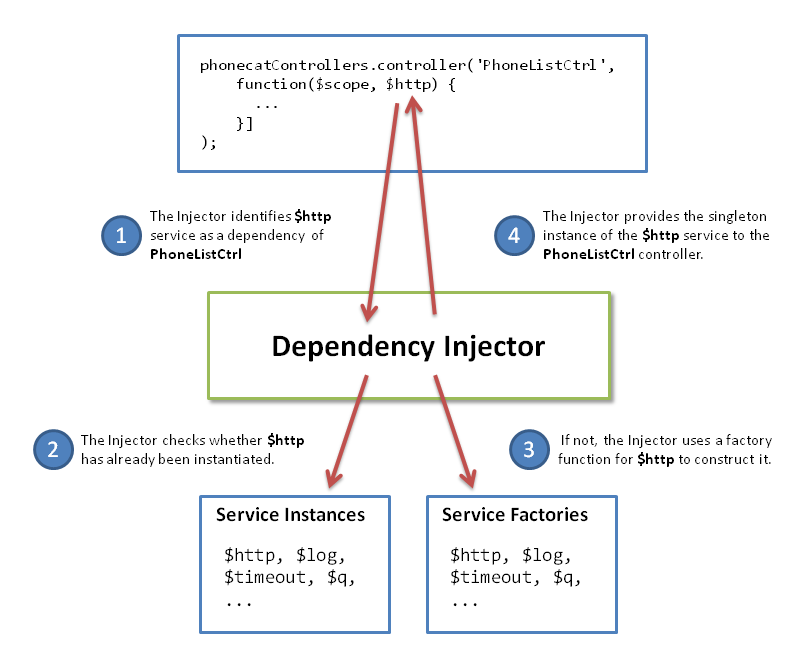 phonecatControllers.controller('PhoneListCtrl',
function($scope, $http) {
...
}]
);
1
The Injector identifies $http
service as a dependency of
PhoneListCtrl
4
The Injector provides the singleton
instance of the $http service to the
PhoneListCtrl controller.
Dependency Injector
2
The Injector checks whether $http
has already been instantiated.
3
If not, the Injector uses a factory
function for $http to construct it.
Service Instances
$http, $log,
$timeout, $q,
...
Service Factories
$http, $log,
$timeout, $q,
...